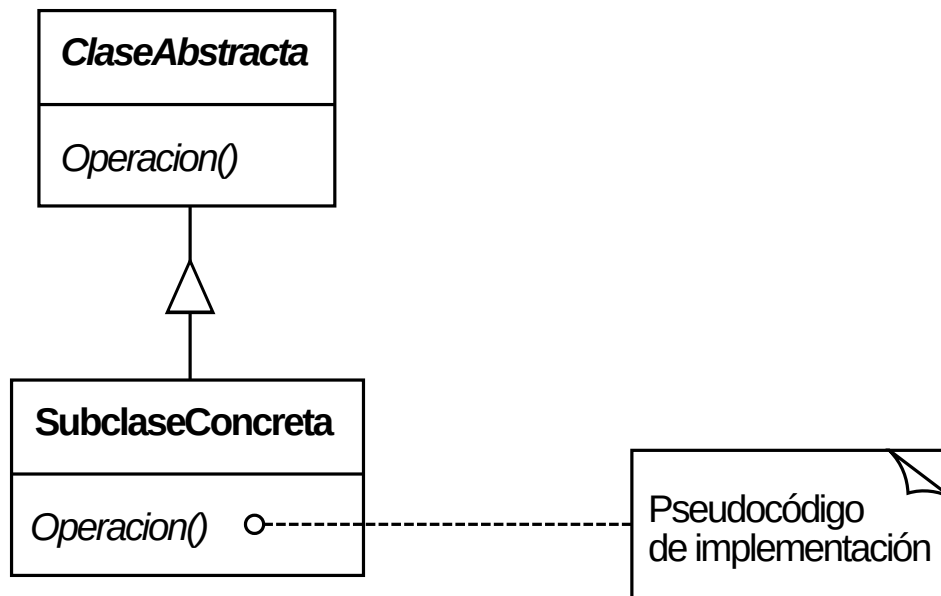 ClaseAbstracta
Operacion()
SubclaseConcreta
Operacion()
Pseudocódigo
de implementación